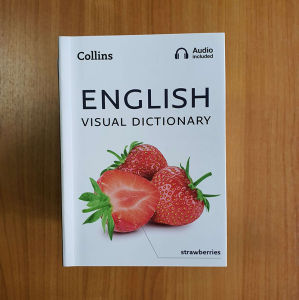 Collins
Audio
included
ENGLISH
VISUAL DICTIONARY
strawberries